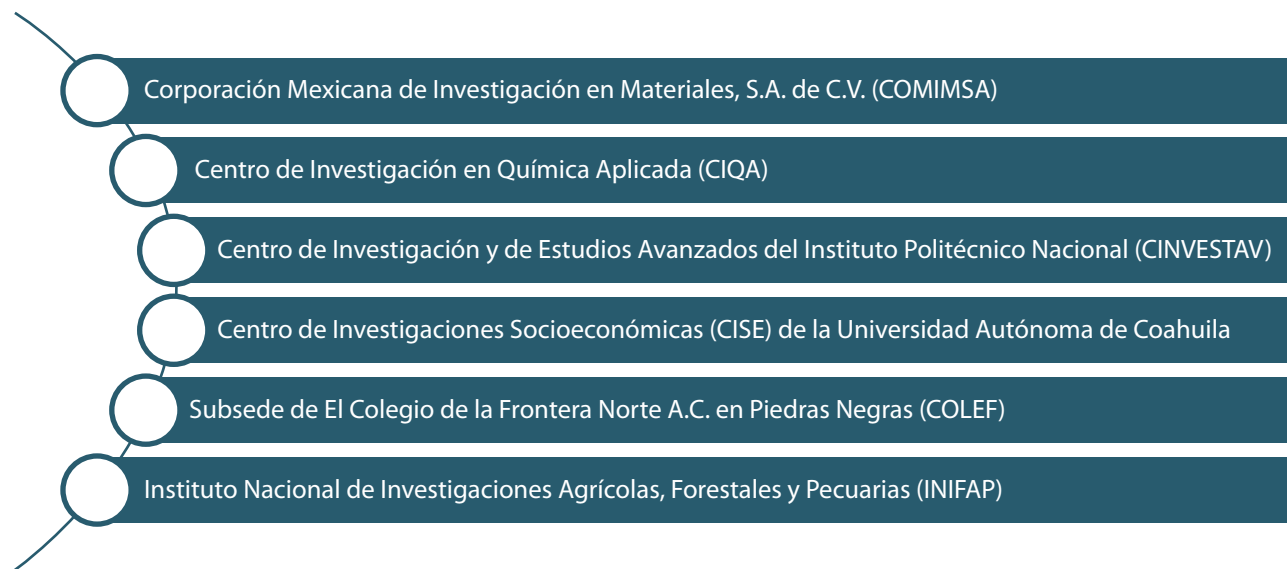 Corporación Mexicana de Investigación en Materiales, S.A. de C.V. (COMIMSA)
Centro de Investigación en Química Aplicada (CIQA)
Centro de Investigación y de Estudios Avanzados del Instituto Politécnico Nacional (CINVESTAV)
Centro de Investigaciones Socioeconómicas (CISE) de la Universidad Autónoma de Coahuila
Subsede de El Colegio de la Frontera Norte A.C. en Piedras Negras (COLEF)
Instituto Nacional de Investigaciones Agrícolas, Forestales y Pecuarias (INIFAP)